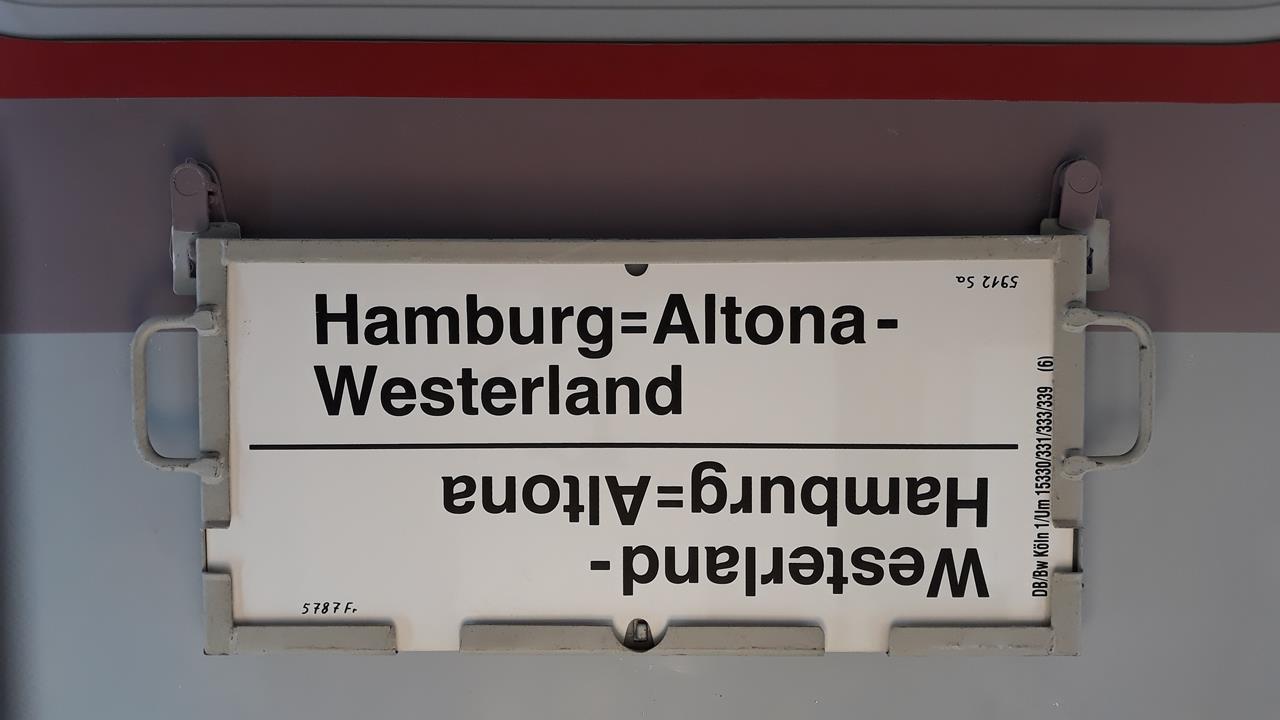 Hamburg=Altona-
Westerland
Westerland-
Hamburg=Altona
5912 Sa
5787 Fr
DB/Bw Köln 1/Um 15330/331/333/339 (6)